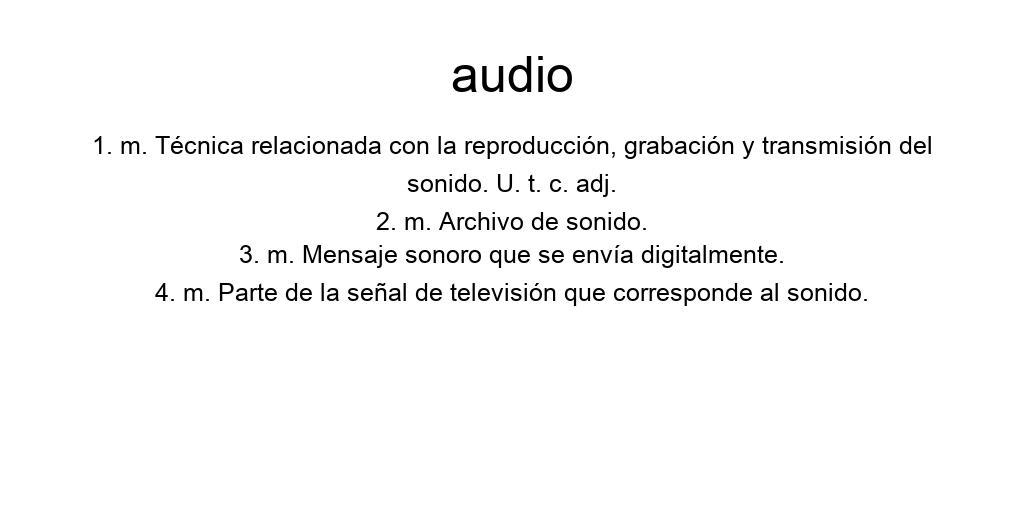 audio
1. m. Técnica relacionada con la reproducción, grabación y transmisión del
sonido. U. t. c. adj.
2. m. Archivo de sonido.
3. m. Mensaje sonoro que se envía digitalmente.
4. m. Parte de la señal de televisión que corresponde al sonido.